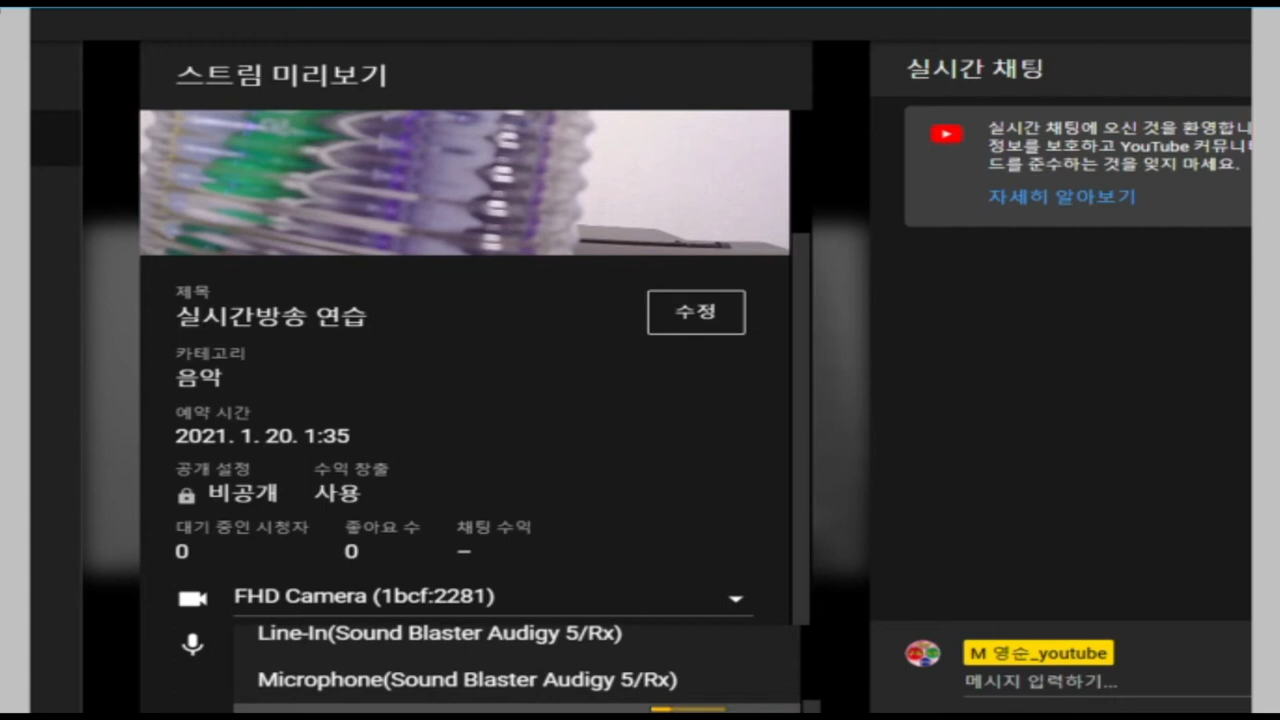 스트림 미리보기
실시간 채팅
실시간 채팅에 오신 것을 환영합니
정보를 보호하고 YouTube 커뮤니
드를 준수하는 것을 잊지 마세요.
자세히 알아보기
제목
실시간방송 연습
수정
카테고리
음악
예약 시간
2021. 1. 20. 1:35
공개 설정 수익 창출
비공개 사용
대기 중인 시청자 좋아요 수 채팅 수익
0 0 –
FHD Camera (1bcf:2281)
Line-In(Sound Blaster Audigy 5/Rx)
Microphone(Sound Blaster Audigy 5/Rx)
M 영순_youtube
메시지 입력하기...